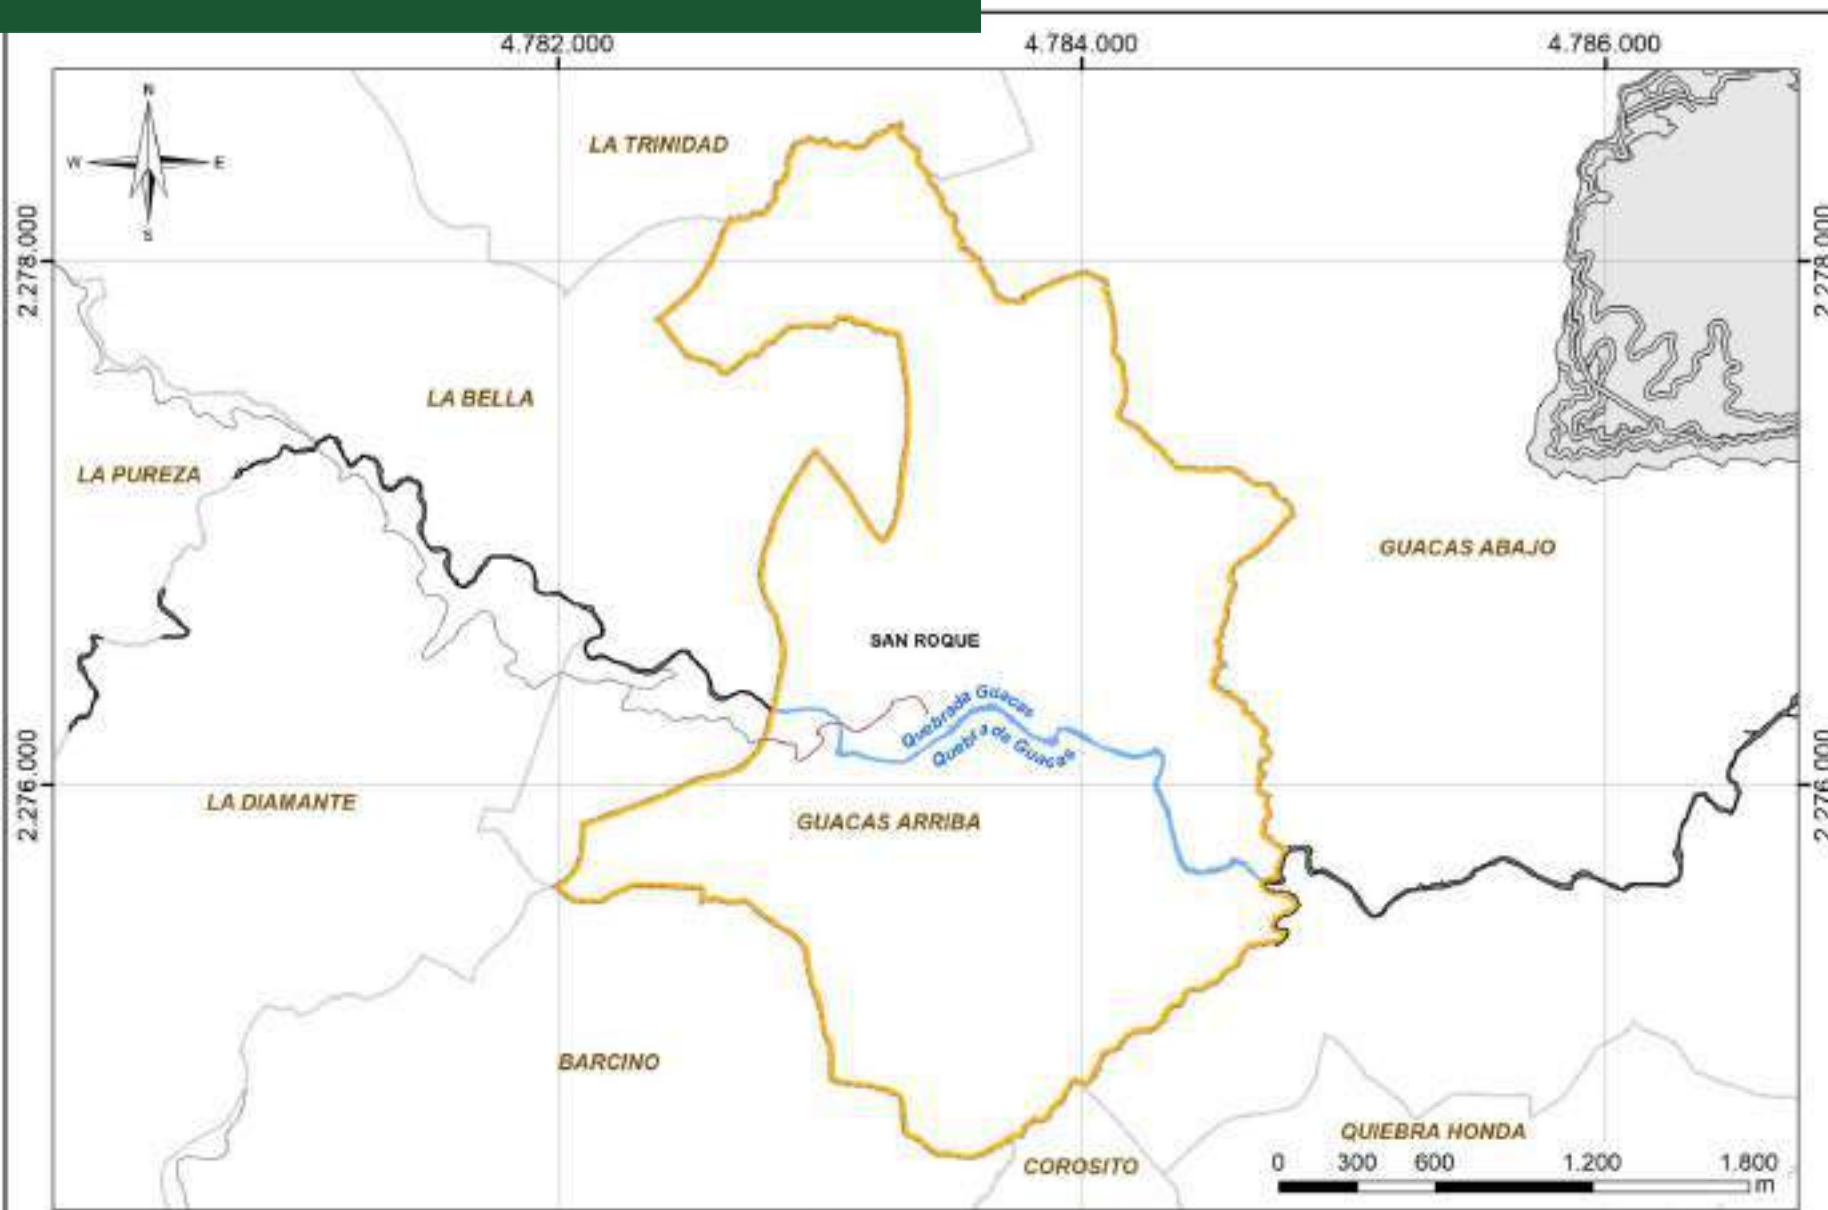 4.782.000 4.784.000 4.786.000
N
W E
S
LA TRINIDAD
2.278.000 2.278.000
LA BELLA
LA PUREZA
GUACAS ABAJO
SAN ROQUE
Quebrada Guacas
Quebrada Guacas
2.276.000 2.276.000
LA DIAMANTE
GUACAS ARRIBA
BARCINO
QUIEBRA HONDA
COROSITO
0 300 600 1.200 1.800
m